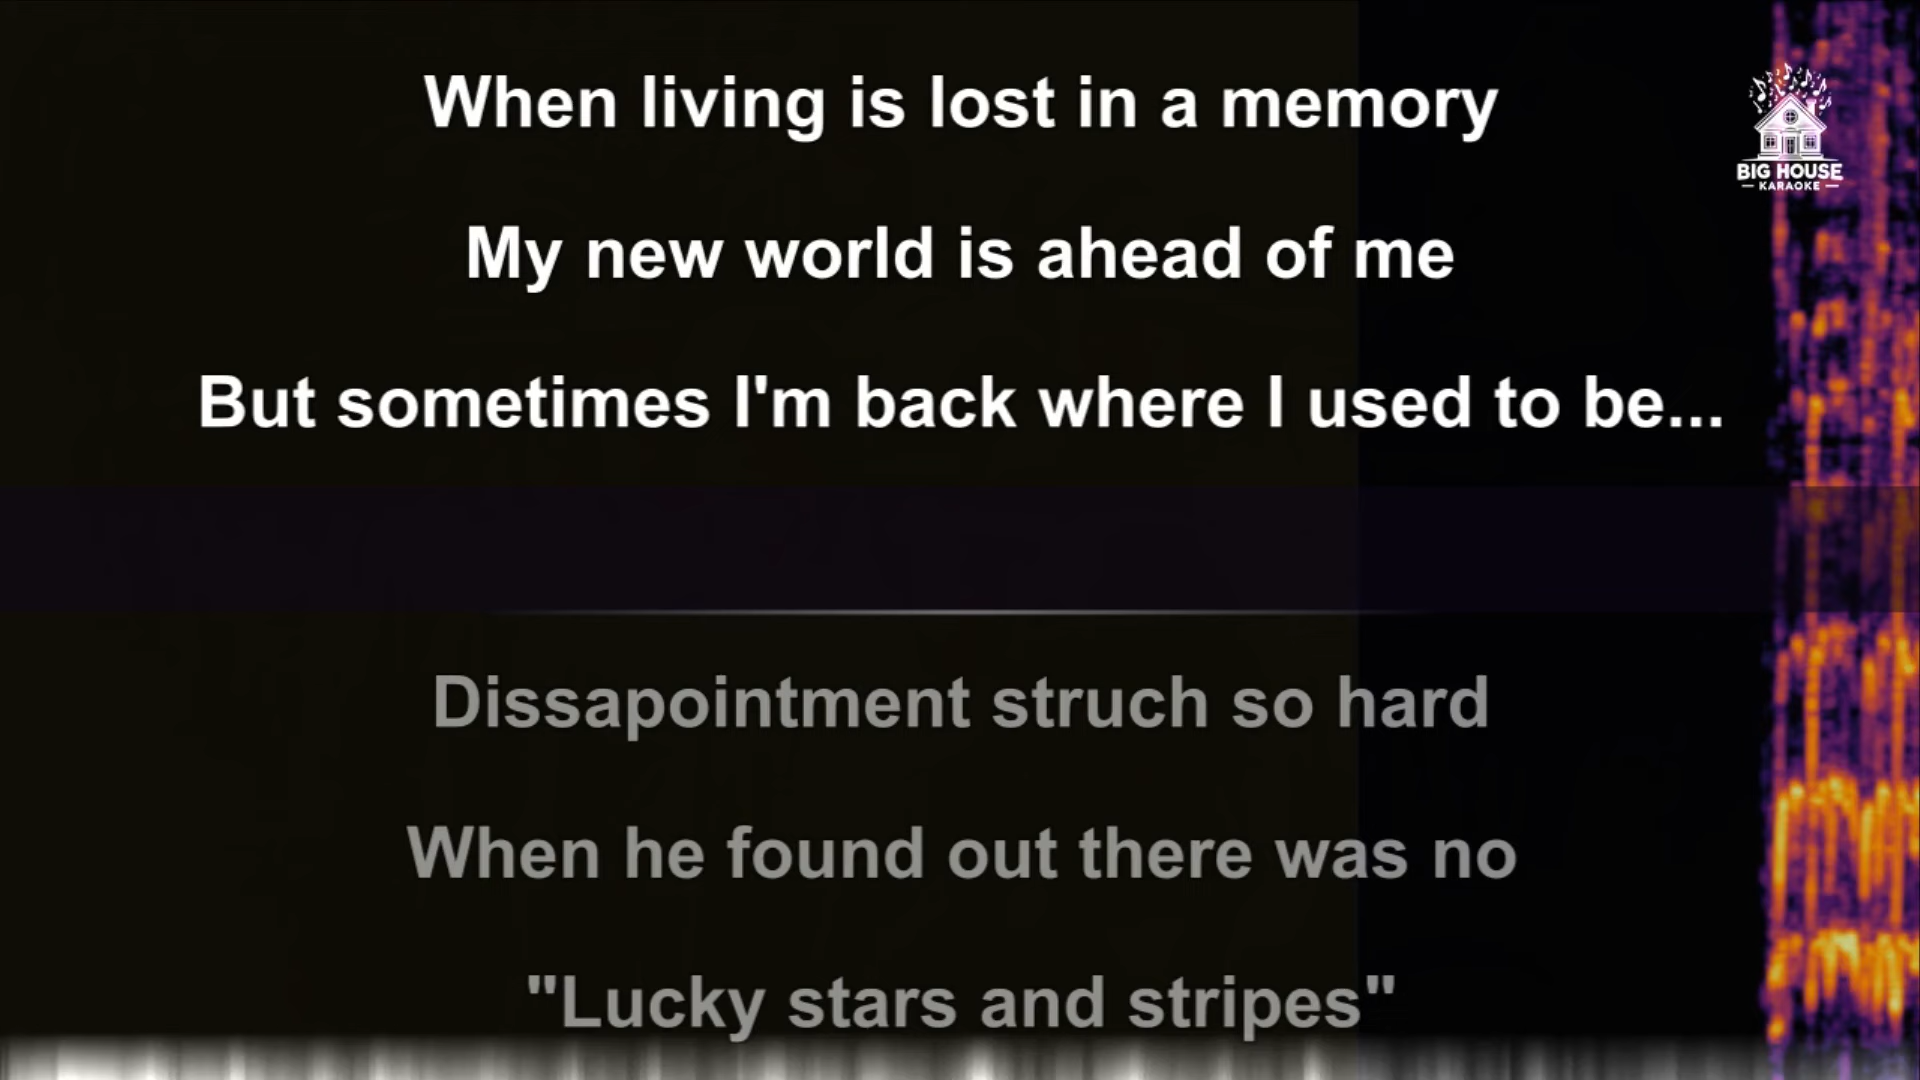 When living is lost in a memory
BIG HOUSE
KARAOKE
My new world is ahead of me
But sometimes I'm back where I used to be...
Dissapointment struch so hard
When he found out there was no
"Lucky stars and stripes"